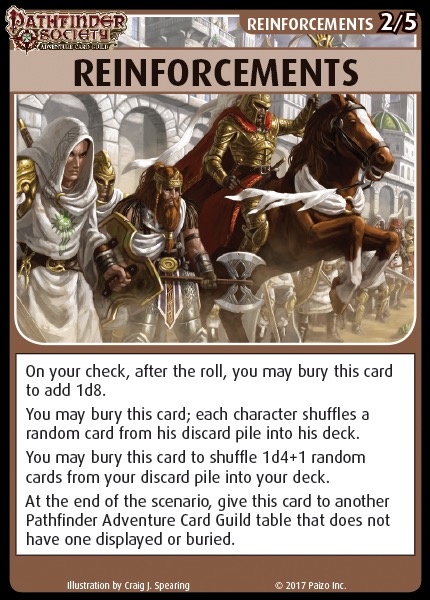 PATHFINDER
SOCIETY
ADVENTURE CARD GUILD
REINFORCEMENTS 2/5
REINFORCEMENTS
On your check, after the roll, you may bury this card
to add 1d8.
You may bury this card; each character shuffles a
random card from his discard pile into his deck.
You may bury this card to shuffle 1d4+1 random
cards from your discard pile into your deck.
At the end of the scenario, give this card to another
Pathfinder Adventure Card Guild table that does not
have one displayed or buried.
Illustration by Craig J. Spearing © 2017 Paizo Inc.